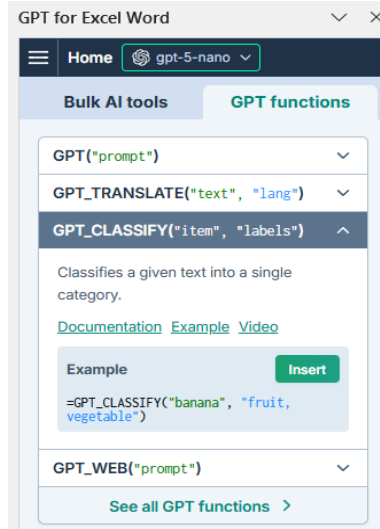 GPT for Excel Word
Home gpt-5-nano
Bulk AI tools GPT functions
GPT("prompt")
GPT_TRANSLATE("text", "lang")
GPT_CLASSIFY("item", "labels")
Classifies a given text into a single
category.
Documentation Example Video
Example Insert
=GPT_CLASSIFY("banana", "fruit,
vegetable")
GPT_WEB("prompt")
See all GPT functions